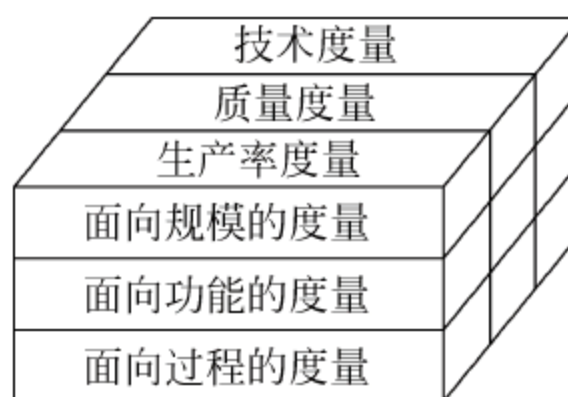 技术度量
质量度量
生产率度量
面向规模的度量
面向功能的度量
面向过程的度量